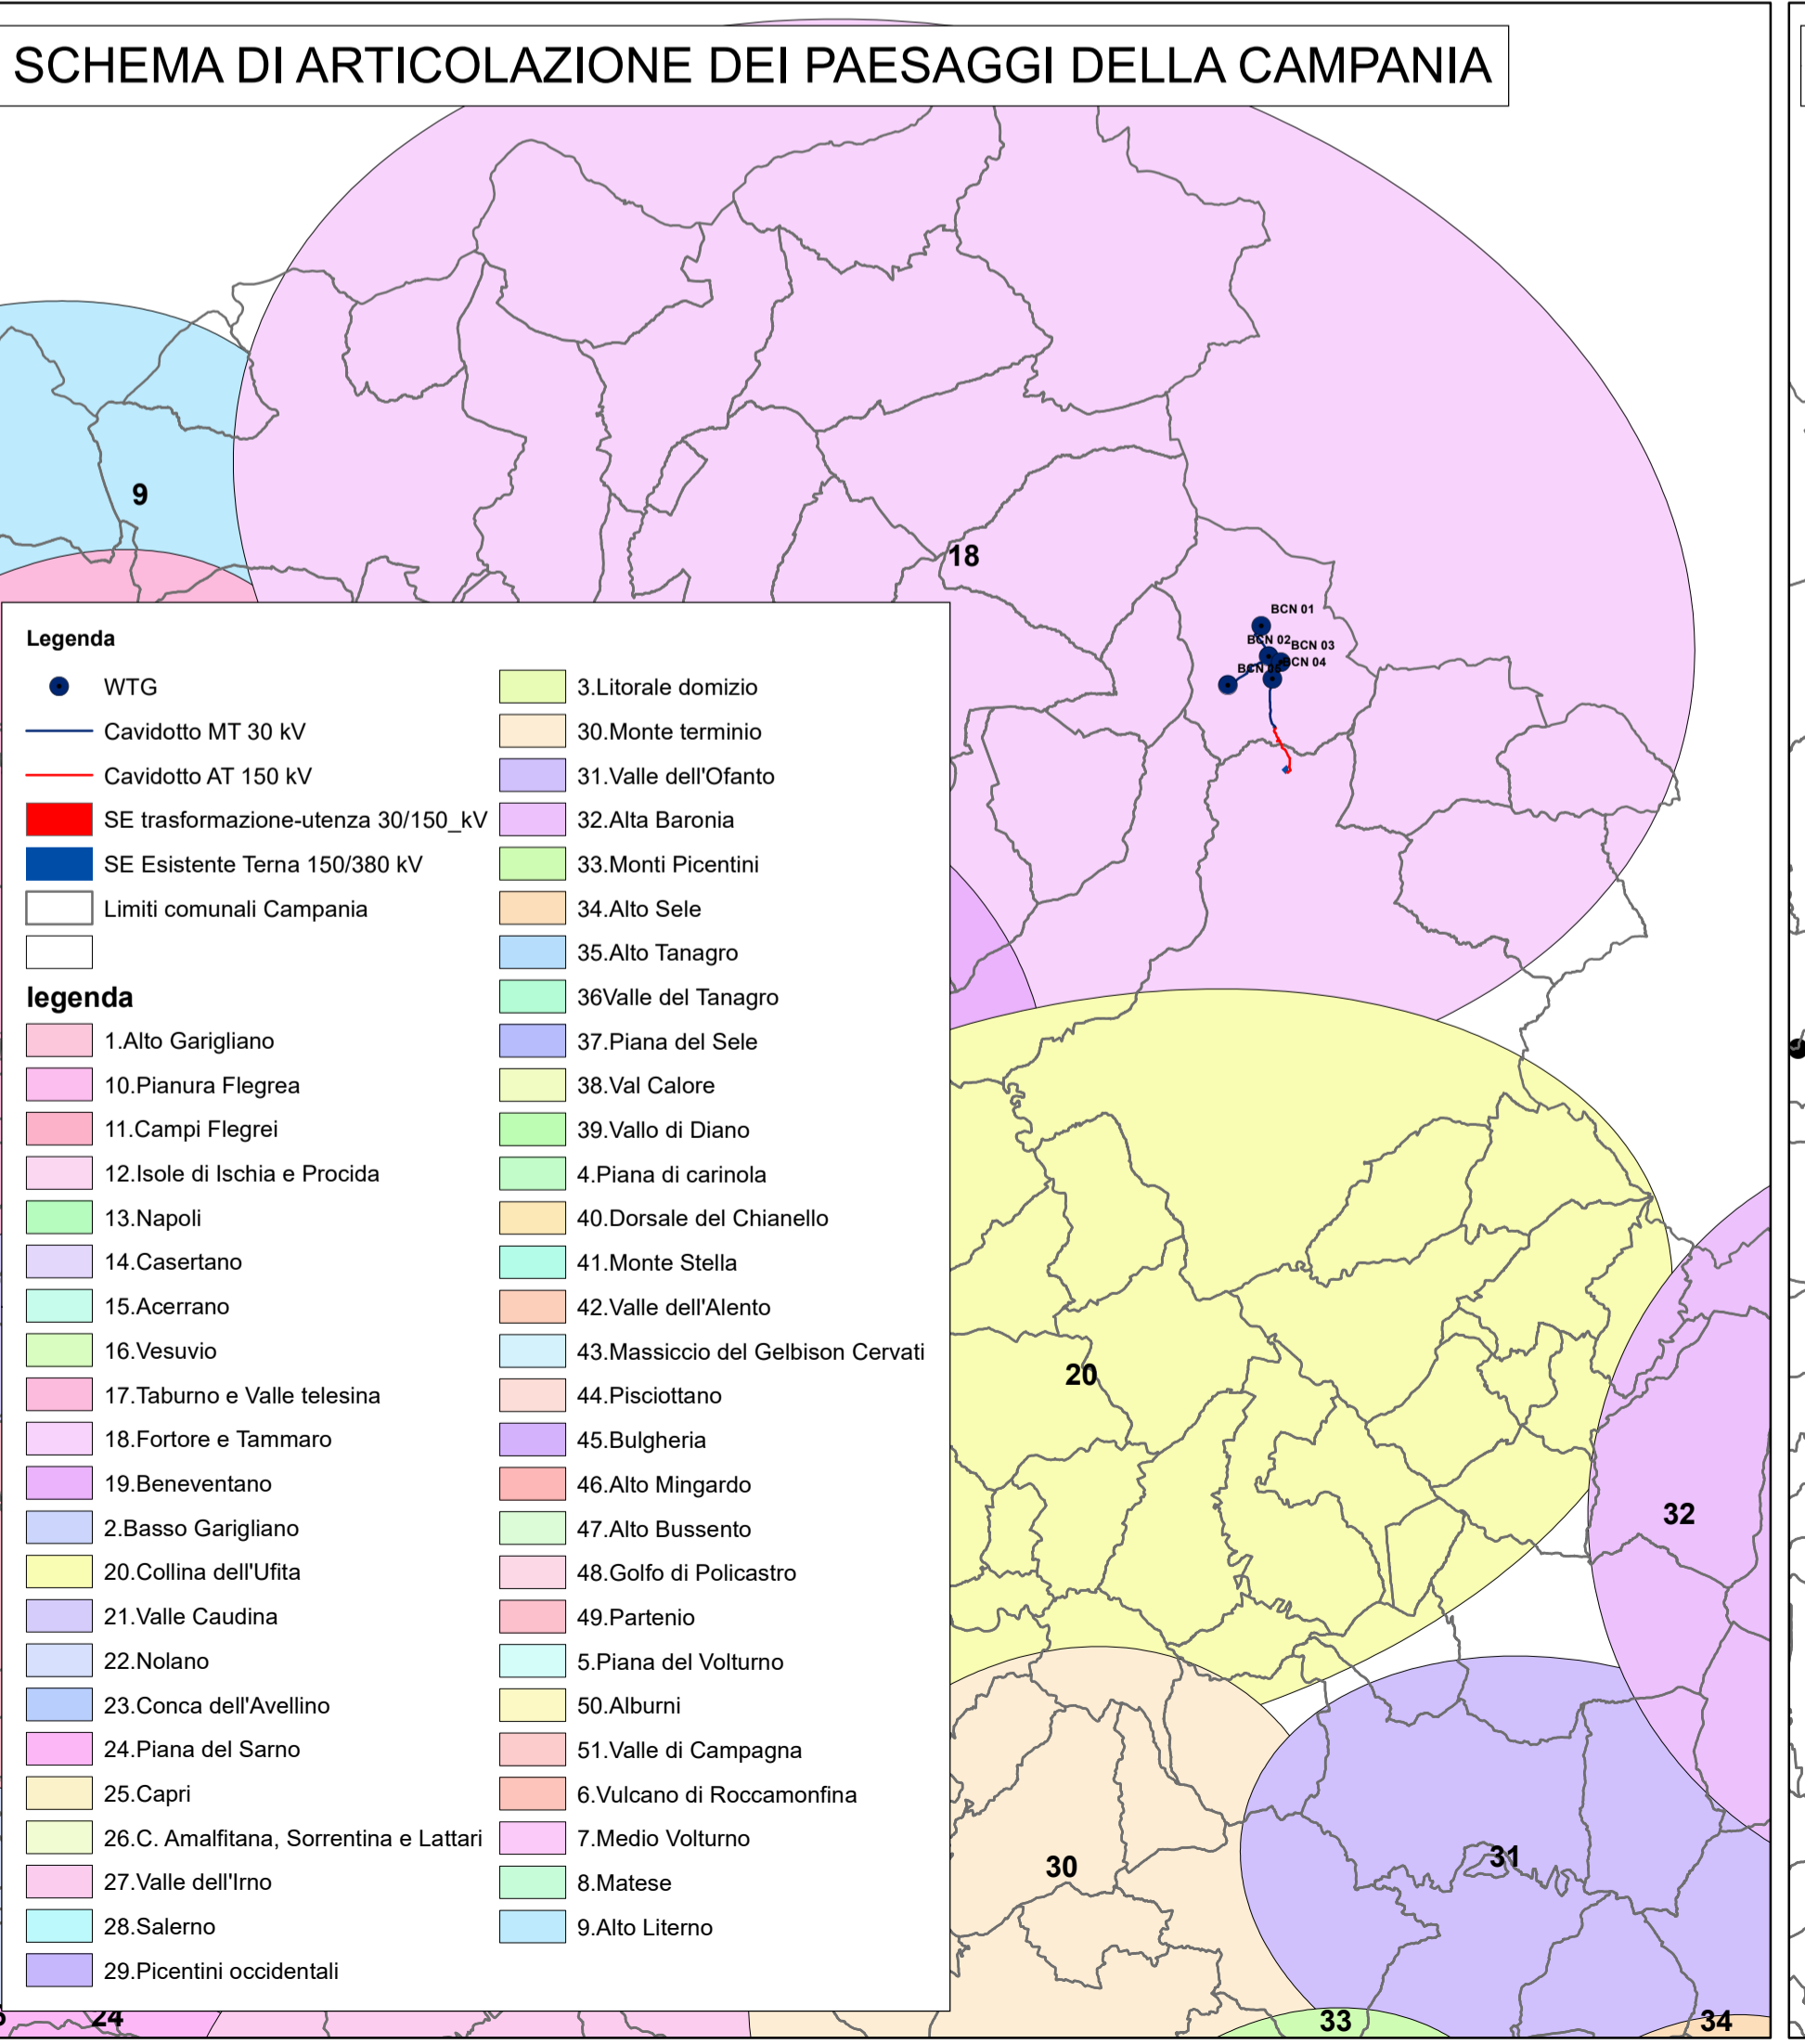 SCHEMA DI ARTICOLAZIONE DEI PAESAGGI DELLA CAMPANIA
9
18
BCN 01
BCN 02
BCN 03
BCN 04
BCN
20
32
30
31
33
34
24
Legenda
WTG
Cavidotto MT 30 kV
Cavidotto AT 150 kV
SE trasformazione-utenza 30/150_kV
SE Esistente Terna 150/380 kV
Limiti comunali Campania
legenda
1.Alto Garigliano
10.Pianura Flegrea
11.Campi Flegrei
12.Isole di Ischia e Procida
13.Napoli
14.Casertano
15.Acerrano
16.Vesuvio
17.Taburno e Valle telesina
18.Fortore e Tammaro
19.Beneventano
2.Basso Garigliano
20.Collina dell'Ufita
21.Valle Caudina
22.Nolano
23.Conca dell'Avellino
24.Piana del Sarno
25.Capri
26.C. Amalfitana, Sorrentina e Lattari
27.Valle dell'Irno
28.Salerno
29.Picentini occidentali
3.Litorale domizio
30.Monte terminio
31.Valle dell'Ofanto
32.Alta Baronia
33.Monti Picentini
34.Alto Sele
35.Alto Tanagro
36Valle del Tanagro
37.Piana del Sele
38.Val Calore
39.Vallo di Diano
4.Piana di carinola
40.Dorsale del Chianello
41.Monte Stella
42.Valle dell'Alento
43.Massiccio del Gelbison Cervati
44.Pisciottano
45.Bulgheria
46.Alto Mingardo
47.Alto Bussento
48.Golfo di Policastro
49.Partenio
5.Piana del Volturno
50.Alburni
51.Valle di Campagna
6.Vulcano di Roccamonfina
7.Medio Volturno
8.Matese
9.Alto Literno